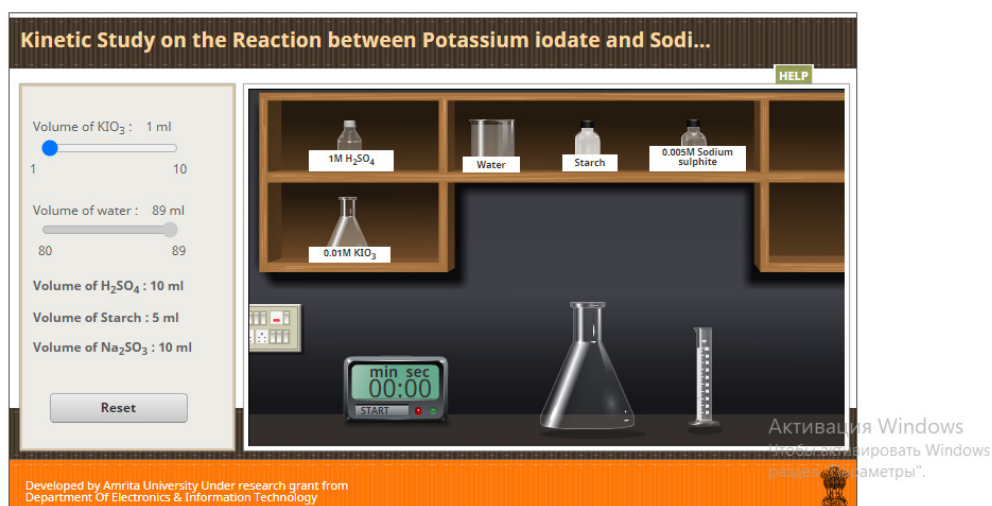 Kinetic Study on the Reaction between Potassium iodate and Sodi...
HELP
Volume of KIO₃ : 1 ml
1 10
Volume of water : 89 ml
80 89
Volume of H₂SO₄ : 10 ml
Volume of Starch : 5 ml
Volume of Na₂SO₃ : 10 ml
Reset
1M H₂SO₄
Water
Starch
0.005M Sodium
sulphite
0.01M KIO₃
min sec
00:00
START
Активация Windows
Чтобы активировать Windows
раздел "Параметры".
Developed by Amrita University Under research grant from
Department Of Electronics & Information Technology